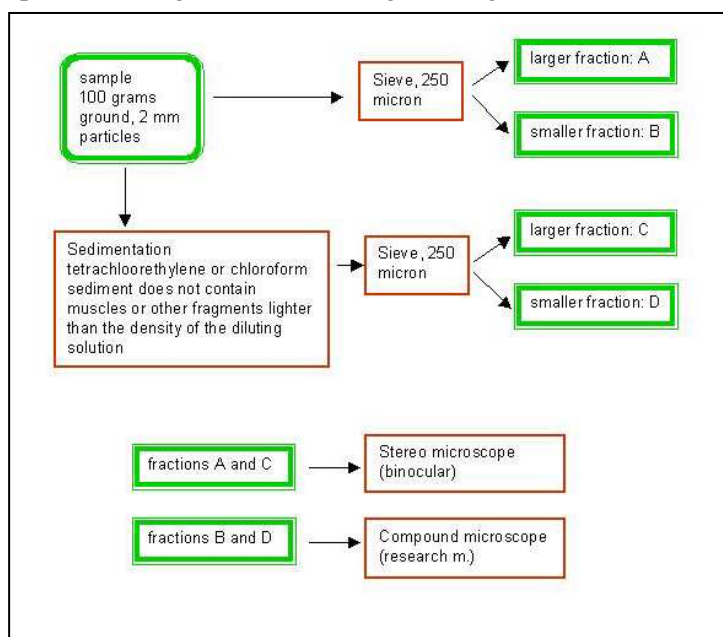 sample
100 grams
ground, 2 mm
particles
Sieve, 250
micron
larger fraction: A
smaller fraction: B
Sedimentation
tetrachloorethylene or chloroform
sediment does not contain
muscles or other fragments lighter
than the density of the diluting
solution
Sieve, 250
micron
larger fraction: C
smaller fraction: D
fractions A and C
Stereo microscope
(binocular)
fractions B and D
Compound microscope
(research m.)